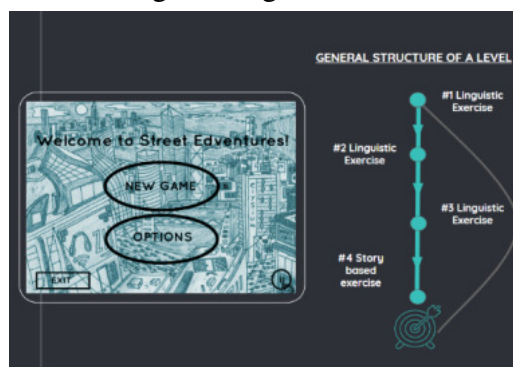 Welcome to Street Edventures!
NEW GAME
OPTIONS
EXIT
GENERAL STRUCTURE OF A LEVEL
#1 Linguistic
Exercise
#2 Linguistic
Exercise
#3 Linguistic
Exercise
#4 Story
based
exercise